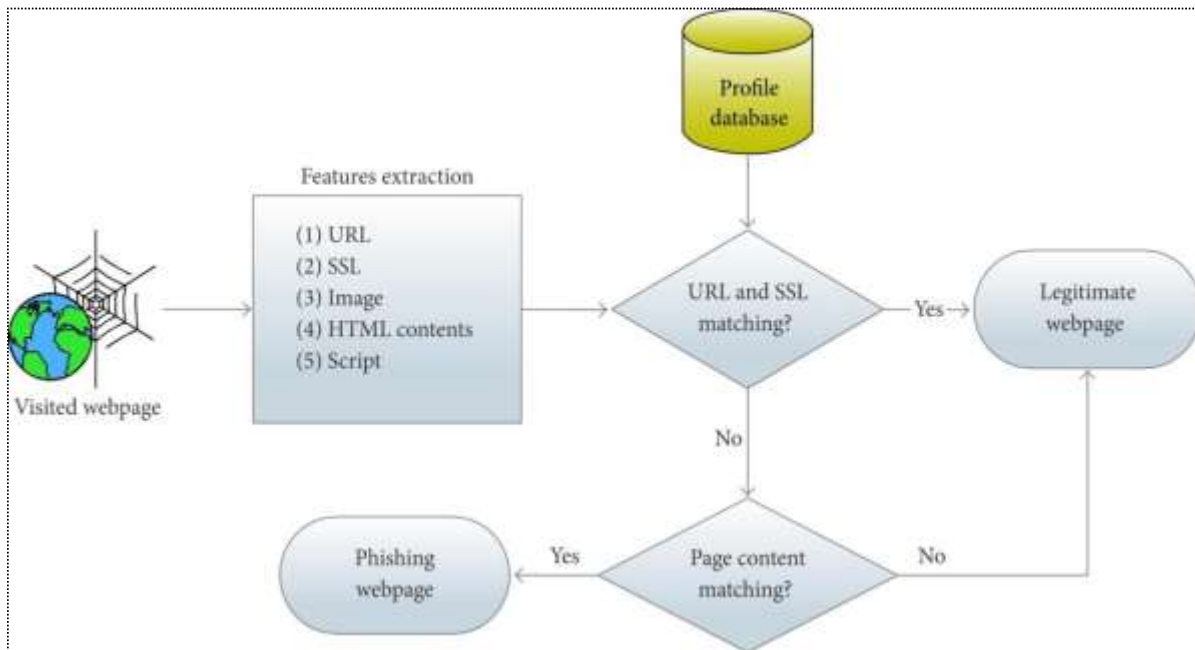 Profile
database
Features extraction
(1) URL
(2) SSL
(3) Image
(4) HTML contents
(5) Script
Visited webpage
URL and SSL
matching?
Yes
Legitimate
webpage
No
Phishing
webpage
Yes
Page content
matching?
No